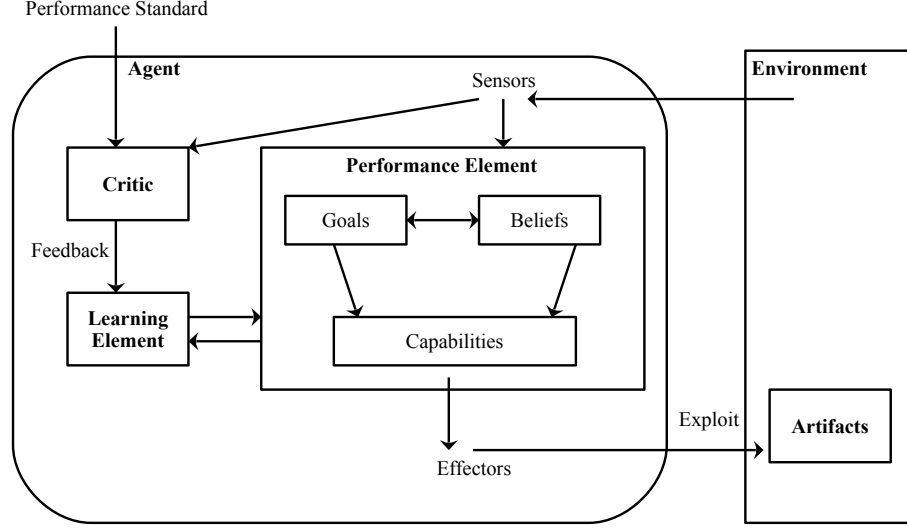 Performance Standard
Agent
Environment
Sensors
Performance Element
Critic
Goals
Beliefs
Feedback
Learning
Element
Capabilities
Exploit
Artifacts
Effectors